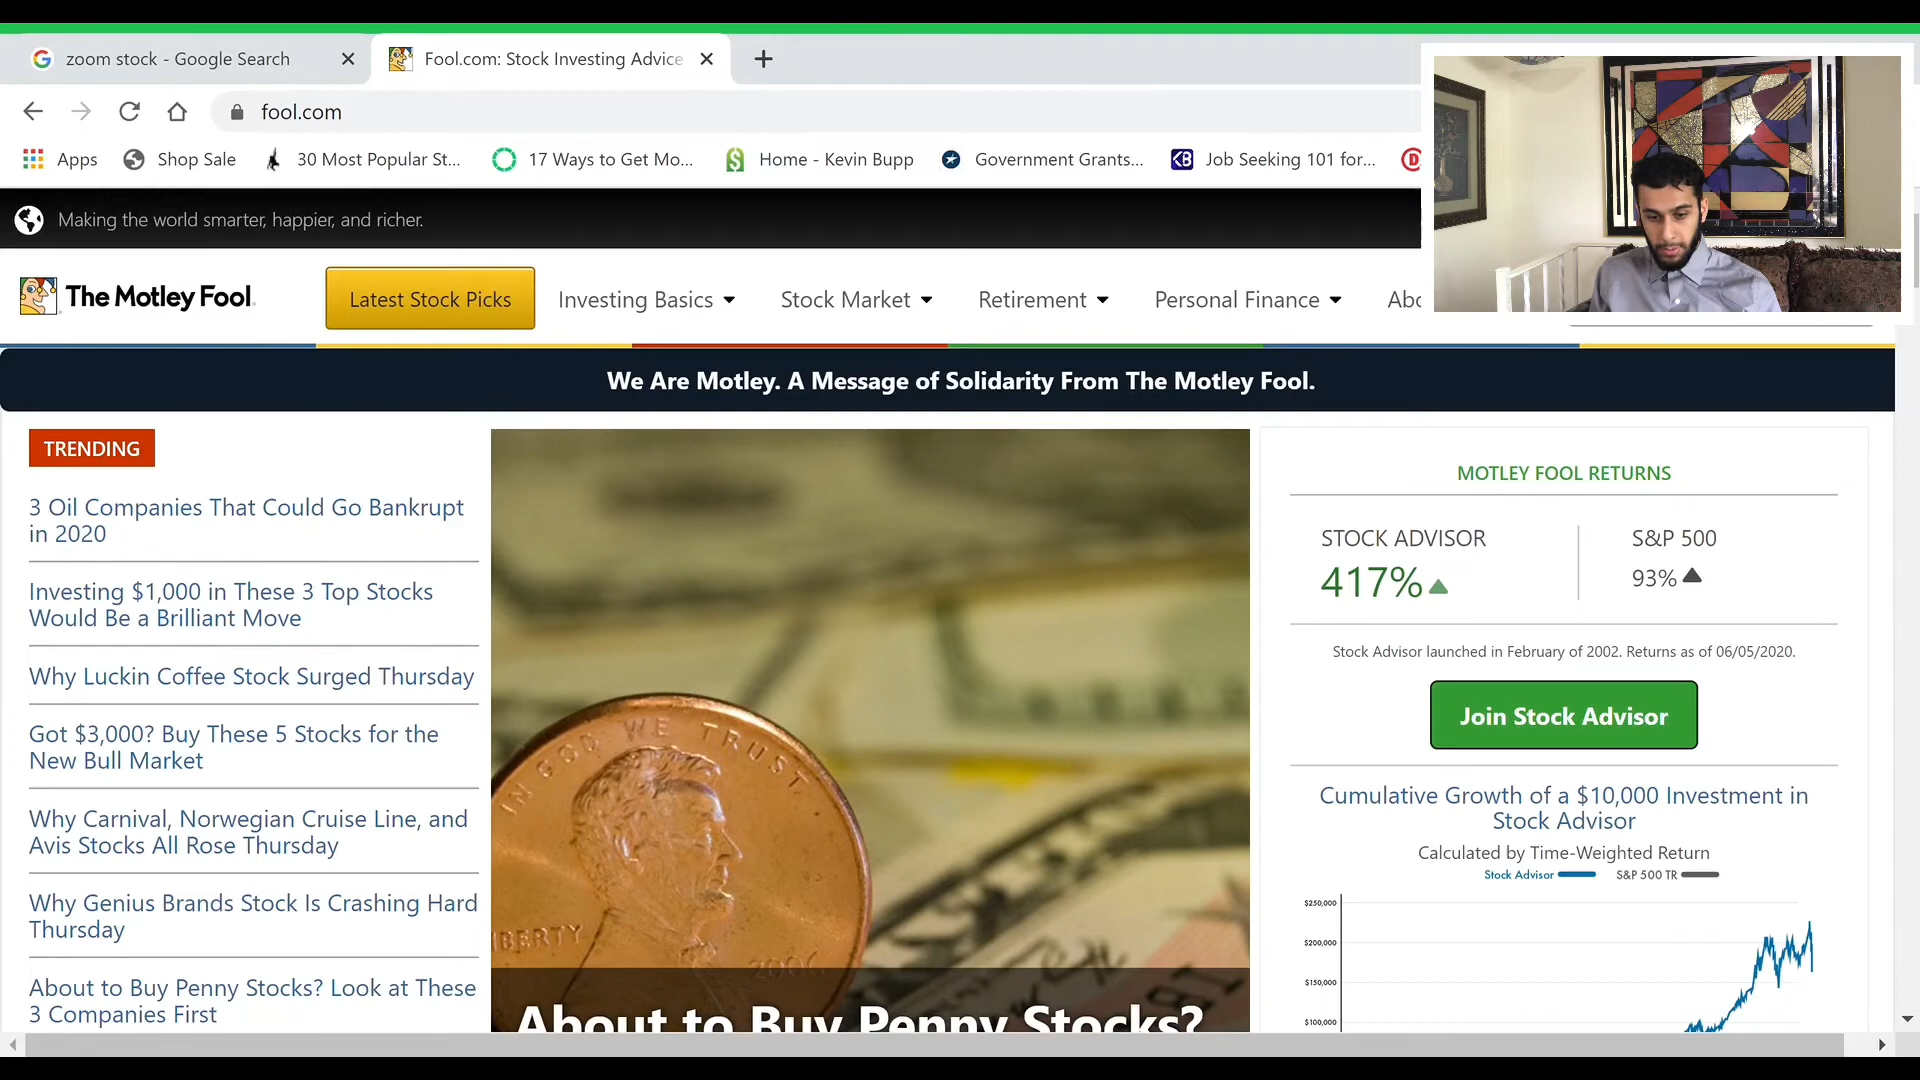 zoom stock - Google Search
Fool.com: Stock Investing Advice
fool.com
Apps
Shop Sale
30 Most Popular St...
17 Ways to Get Mo...
Home - Kevin Bupp
Government Grants...
Job Seeking 101 for...
Making the world smarter, happier, and richer.
The Motley Fool.
Latest Stock Picks
Investing Basics
Stock Market
Retirement
Personal Finance
We Are Motley. A Message of Solidarity From The Motley Fool.
TRENDING
3 Oil Companies That Could Go Bankrupt
in 2020
Investing $1,000 in These 3 Top Stocks
Would Be a Brilliant Move
Why Luckin Coffee Stock Surged Thursday
Got $3,000? Buy These 5 Stocks for the
New Bull Market
Why Carnival, Norwegian Cruise Line, and
Avis Stocks All Rose Thursday
Why Genius Brands Stock Is Crashing Hard
Thursday
About to Buy Penny Stocks? Look at These
3 Companies First
IN GOD WE TRUST
IBERTY
2006
About to Buy Penny Stocks?
MOTLEY FOOL RETURNS
STOCK ADVISOR
417%
S&P 500
93%
Stock Advisor launched in February of 2002. Returns as of 06/05/2020.
Join Stock Advisor
Cumulative Growth of a $10,000 Investment in
Stock Advisor
Calculated by Time-Weighted Return
Stock Advisor
S&P 500 TR
$250,000
$200,000
$150,000
$100,000